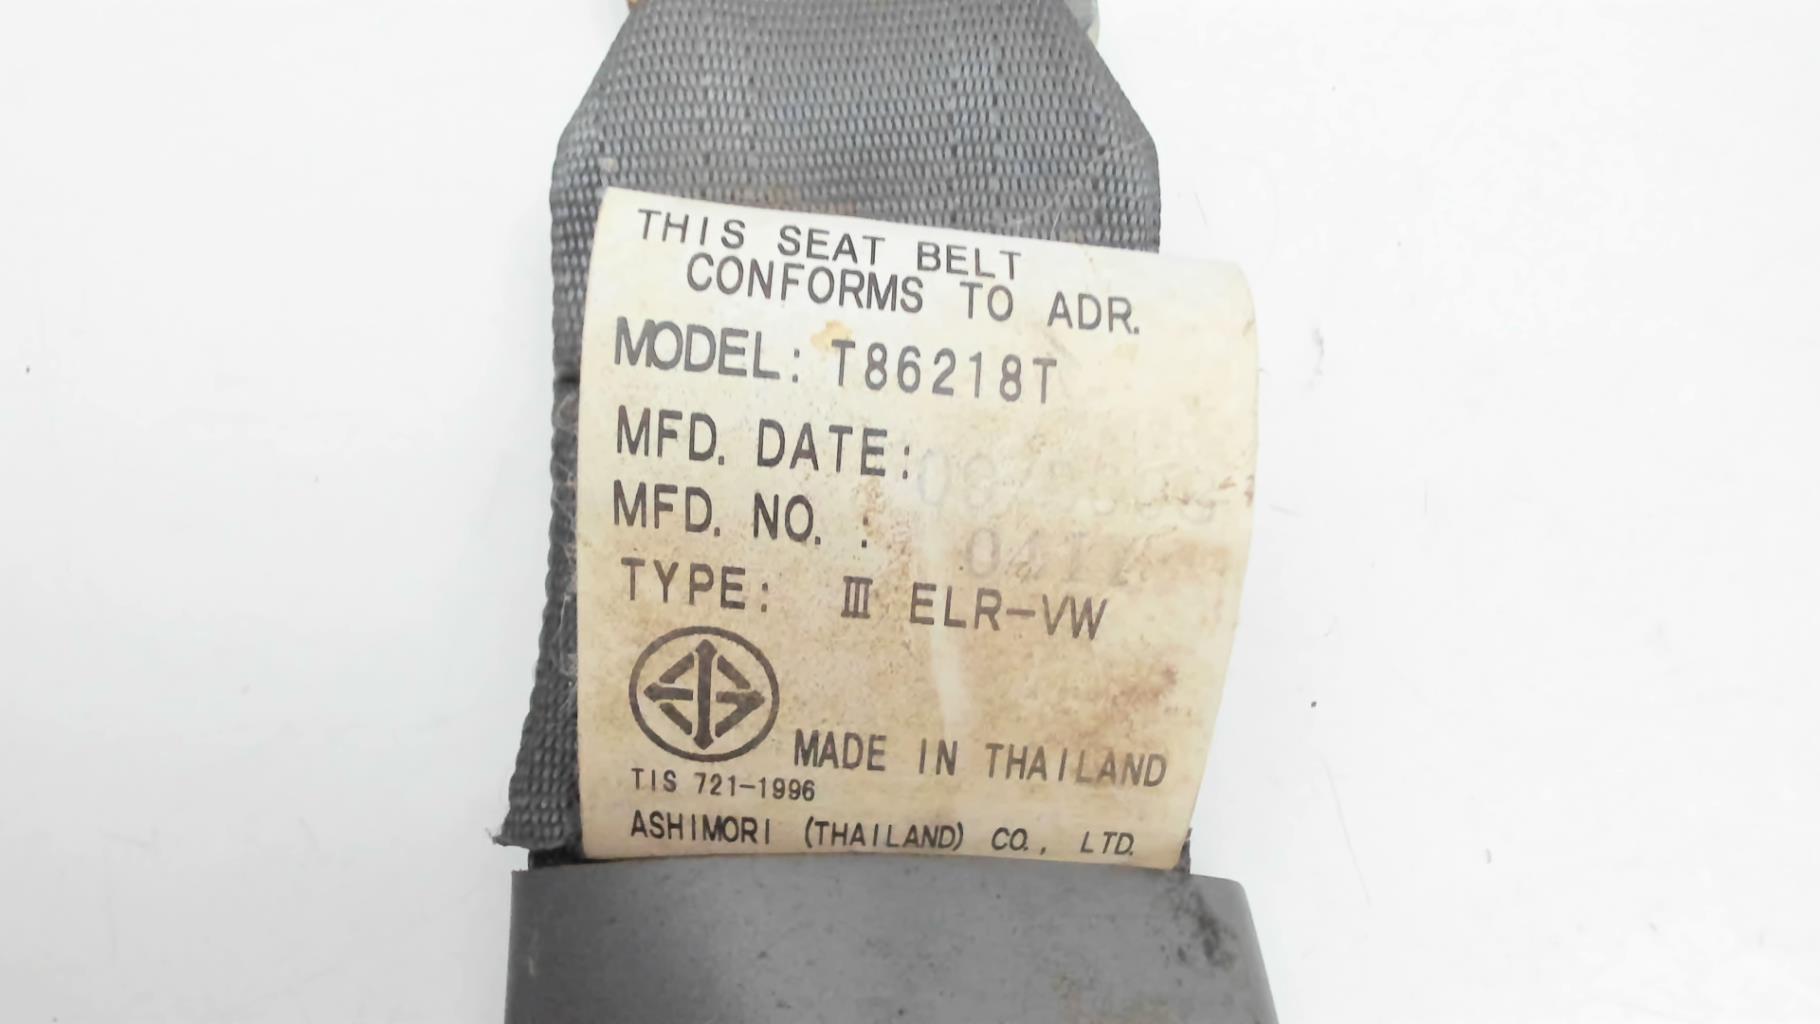 THIS SEAT BELT
CONFORMS TO ADR.
MODEL: T86218T
MFD. DATE:
MFD. NO. :
TYPE: Ⅲ ELR-VW
MADE IN THAILAND
TIS 721-1996
ASHIMORI (THAILAND) CO., LTD.